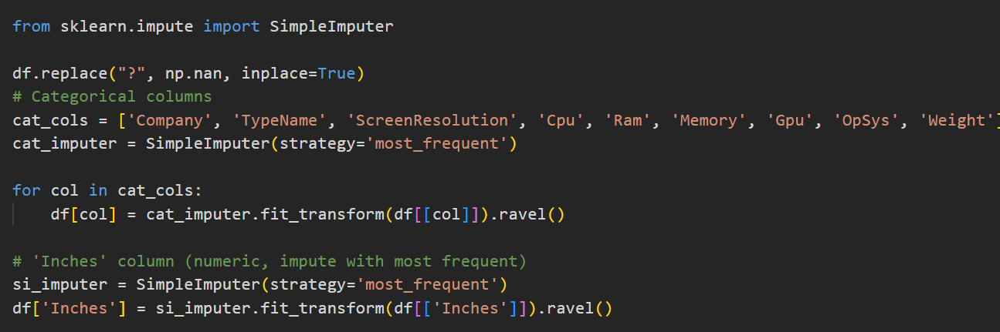 from sklearn.impute import SimpleImputer
df.replace("?", np.nan, inplace=True)
# Categorical columns
cat_cols = ['Company', 'TypeName', 'ScreenResolution', 'Cpu', 'Ram', 'Memory', 'Gpu', 'OpSys', 'Weight']
cat_imputer = SimpleImputer(strategy='most_frequent')
for col in cat_cols:
    df[col] = cat_imputer.fit_transform(df[[col]]).ravel()
# 'Inches' column (numeric, impute with most frequent)
si_imputer = SimpleImputer(strategy='most_frequent')
df['Inches'] = si_imputer.fit_transform(df[['Inches']]).ravel()